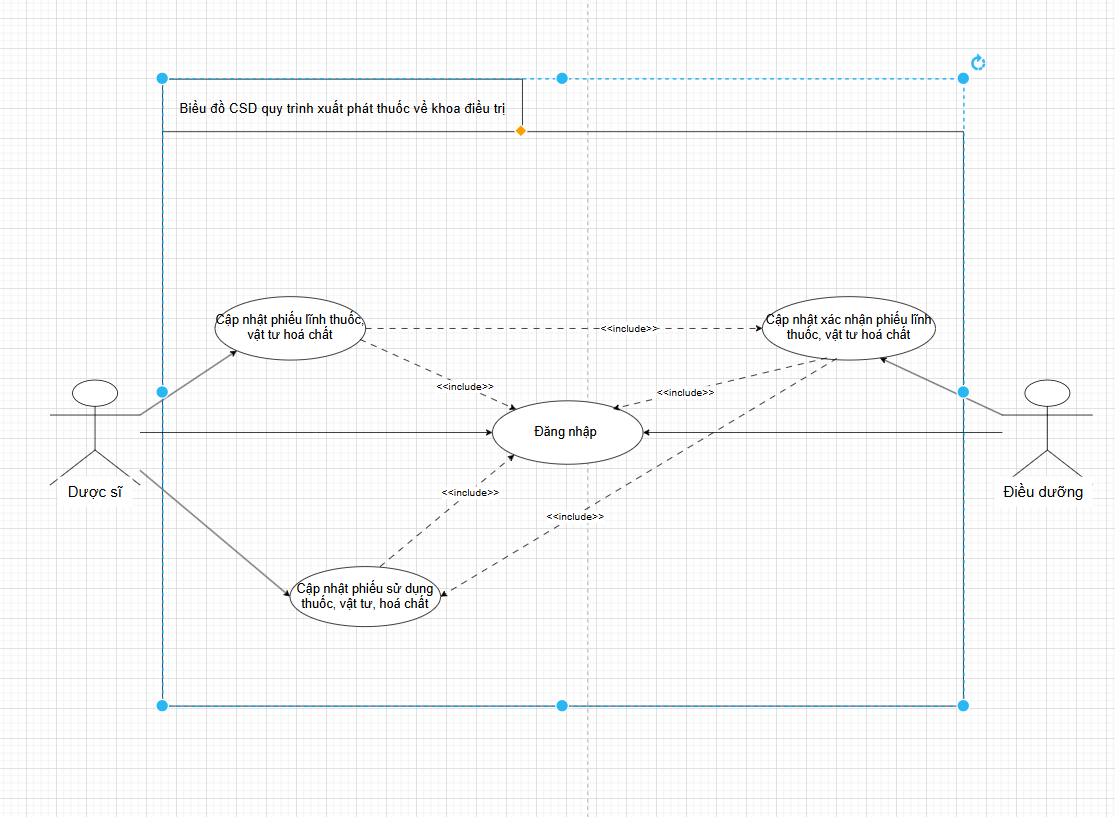 Biểu đồ CSD quy trình xuất phát thuốc về khoa điều trị
Cập nhật phiếu lĩnh thuốc,
vật tư hoá chất
<<include>>
Cập nhật xác nhận phiếu lĩnh
thuốc, vật tư hoá chất
<<include>>
<<include>>
Đăng nhập
Dược sĩ
<<include>>
Điều dưỡng
<<include>>
Cập nhật phiếu sử dụng
thuốc, vật tư, hoá chất